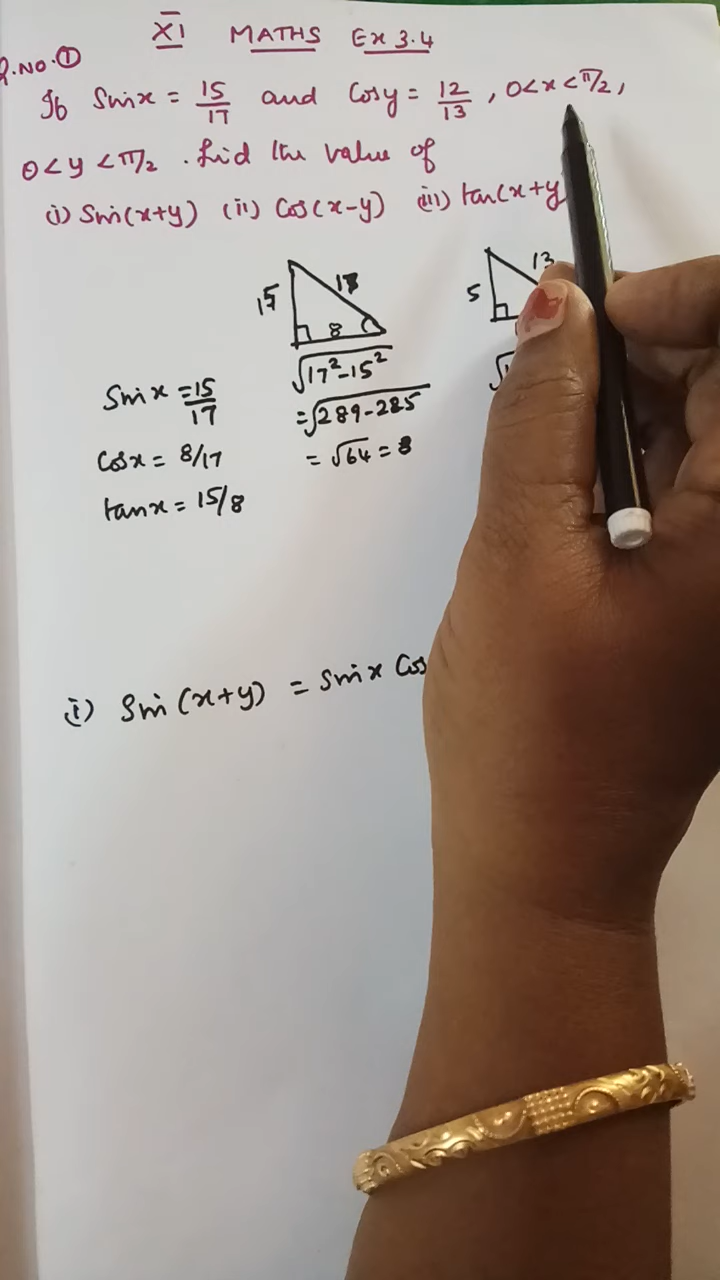 XI MATHS Ex 3.4
Q.NO.①
If Sin x = 15/17 and Cos y = 12/13, 0<x<π/2,
0<y<π/2. Find the value of
(i) Sin(x+y) (ii) Cos(x-y) (iii) tan(x+y
15 17 8
5 13
√17²-15²
= √289-225
= √64 = 8
Sin x = 15/17
Cos x = 8/17
tan x = 15/8
(i) Sin (x+y) = Sin x Cos